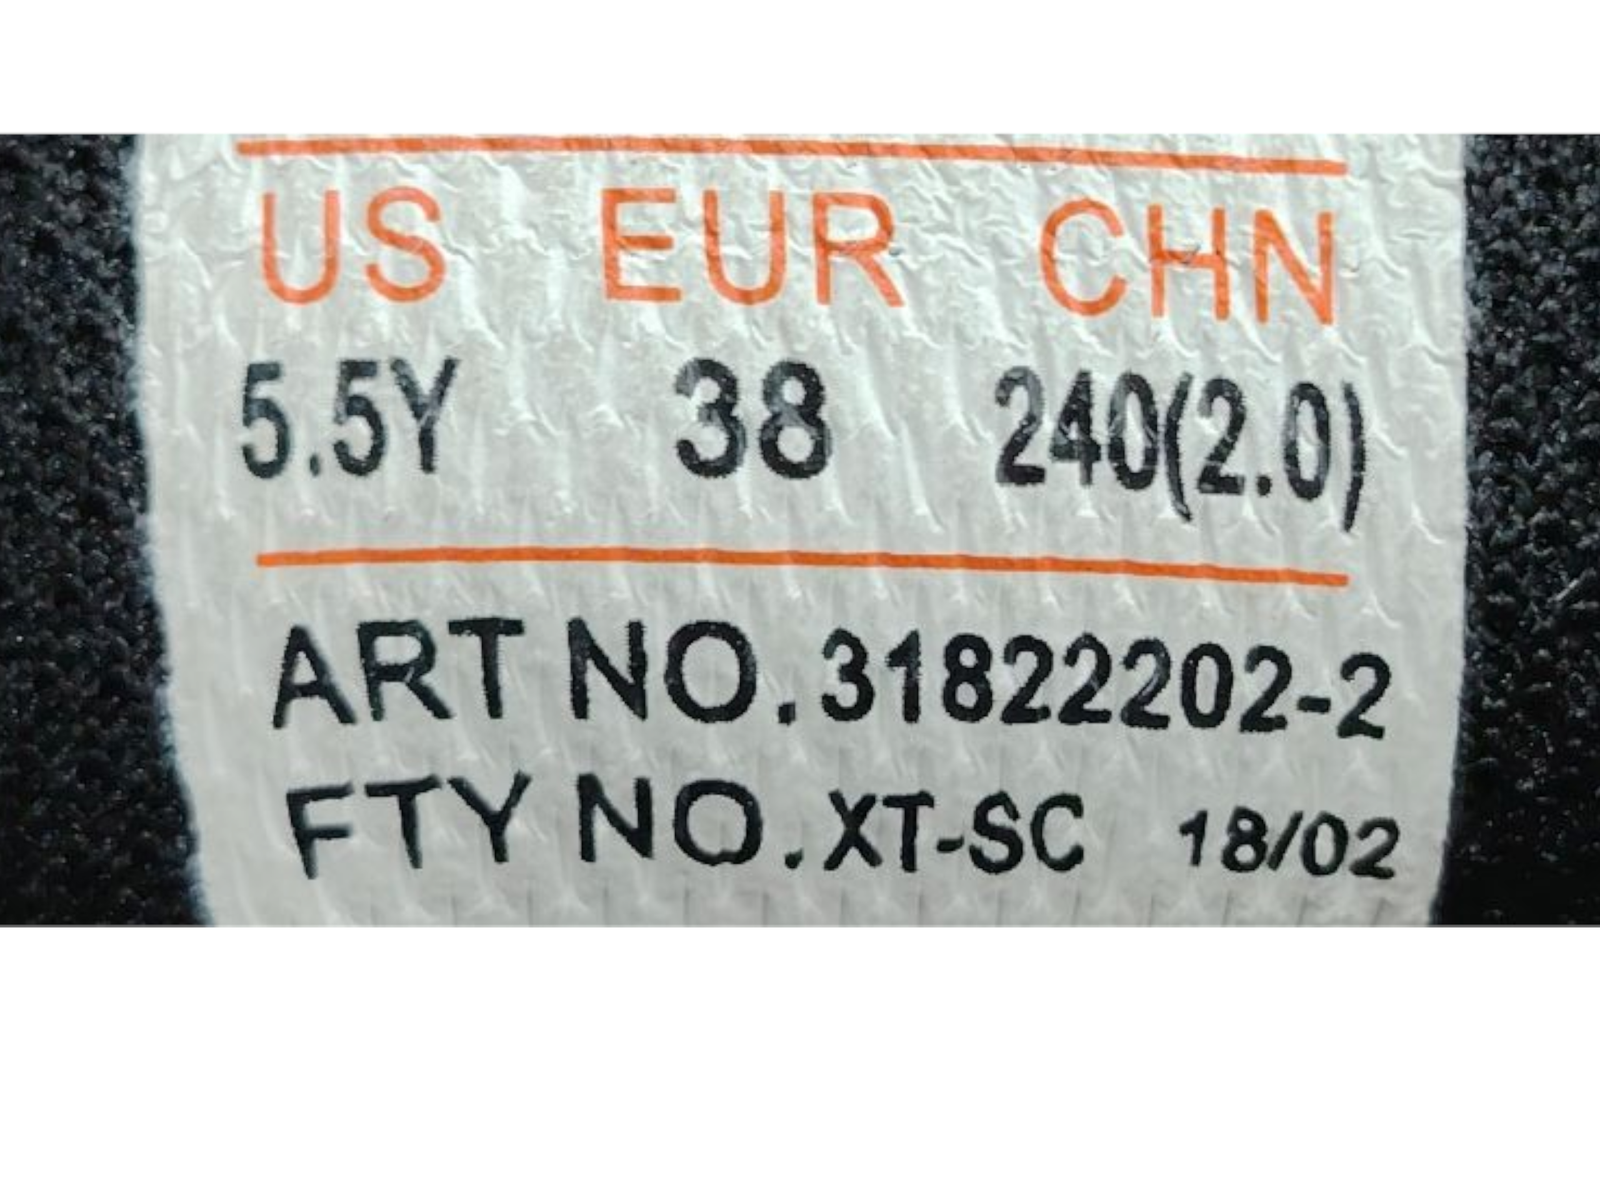 US EUR CHN
5.5Y 38 240(2.0)
ART NO.31822202-2
FTY NO.XT-SC 18/02